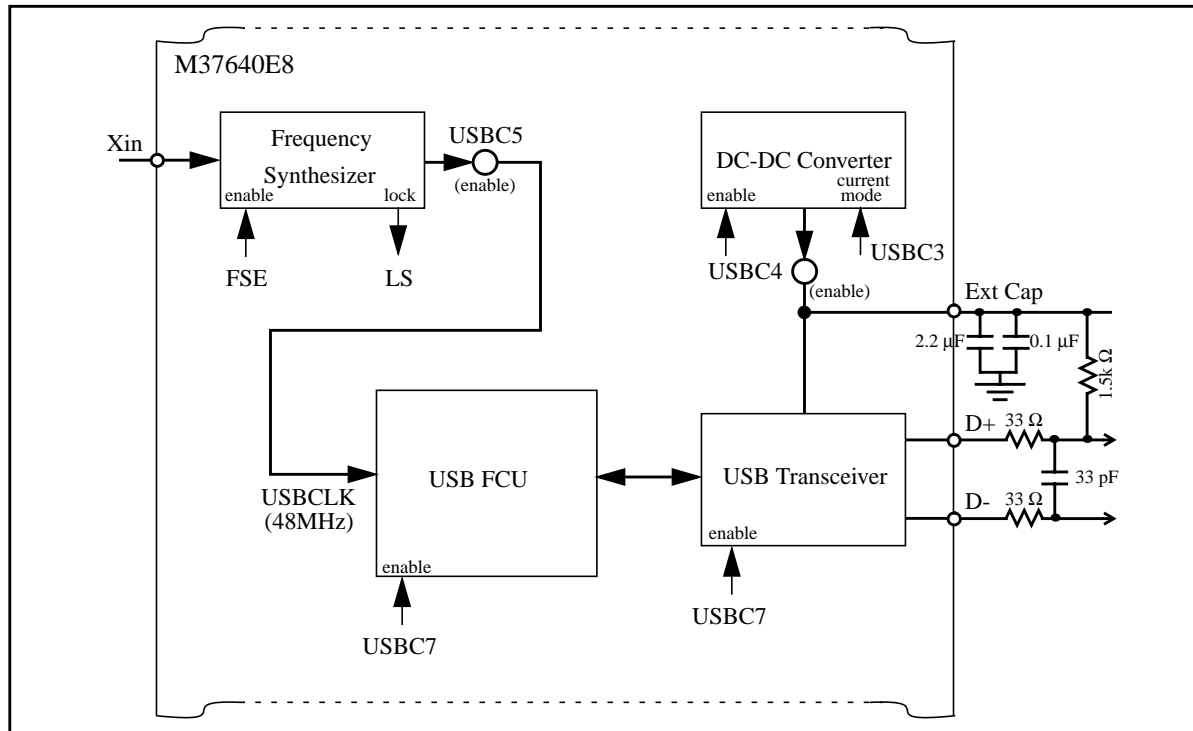 M37640E8
Xin
Frequency
Synthesizer
enable
lock
USBC5
(enable)
FSE
LS
DC-DC Converter
enable
current
mode
USBC4
USBC3
(enable)
Ext Cap
2.2 µF
0.1 µF
1.5k Ω
USBCLK
(48MHz)
USB FCU
enable
USBC7
USB Transceiver
enable
USBC7
D+
33 Ω
33 pF
D-
33 Ω